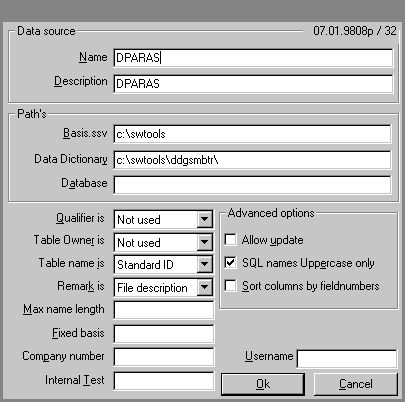 Data source 07.01.9808p / 32
Name DPARAS
Description DPARAS
Path's
Basis.ssv c:\swtools
Data Dictionary c:\swtools\ddgsmbtr\
Database
Qualifier is Not used
Table Owner is Not used
Table name is Standard ID
Remark is File description
Max name length
Fixed basis
Company number
Internal Test
Advanced options
Allow update
SQL names Uppercase only
Sort columns by fieldnumbers
Username
Ok Cancel